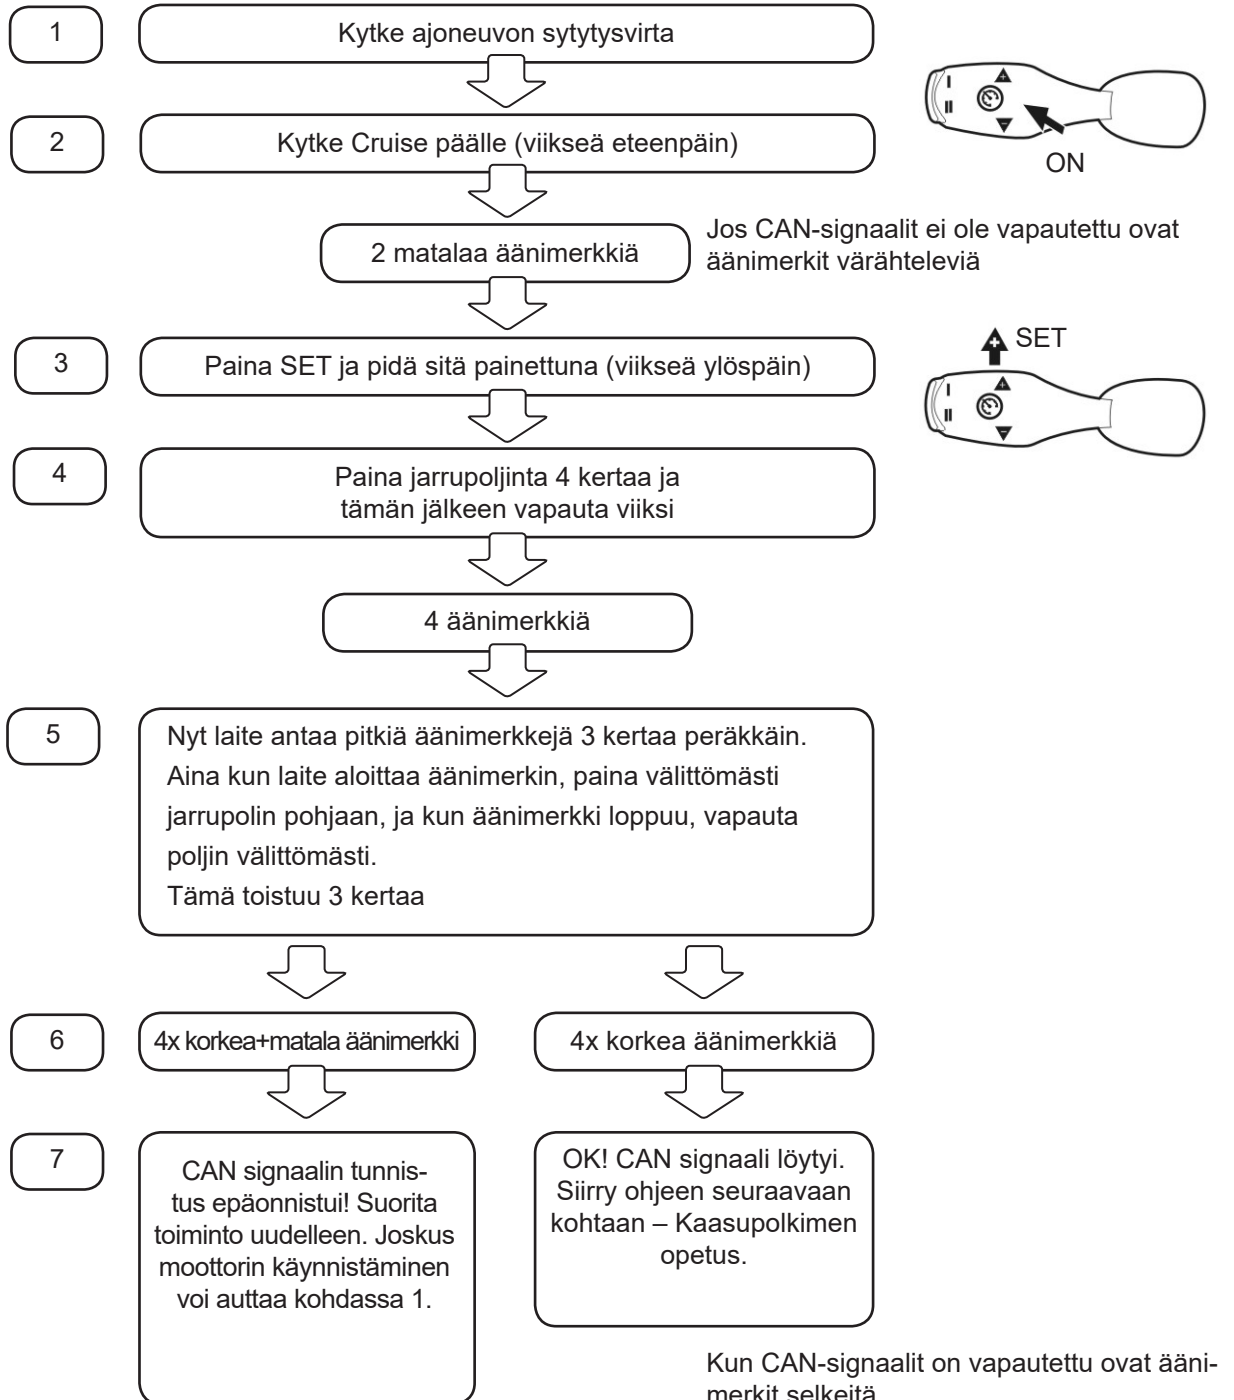 1
Kytke ajoneuvon sytytysvirta
2
Kytke Cruise päälle (viikseä eteenpäin)
ON
2 matalaa äänimerkkiä
Jos CAN-signaalit ei ole vapautettu ovat
äänimerkit värähteleviä
3
Paina SET ja pidä sitä painettuna (viikseä ylöspäin)
SET
4
Paina jarrupoljinta 4 kertaa ja
tämän jälkeen vapauta viiksi
4 äänimerkkiä
5
Nyt laite antaa pitkiä äänimerkkejä 3 kertaa peräkkäin.
Aina kun laite aloittaa äänimerkin, paina välittömästi
jarrupolin pohjaan, ja kun äänimerkki loppuu, vapauta
poljin välittömästi.
Tämä toistuu 3 kertaa
6
4x korkea+matala äänimerkki
4x korkea äänimerkkiä
7
CAN signaalin tunnis-
tus epäonnistui! Suorita
toiminto uudelleen. Joskus
moottorin käynnistäminen
voi auttaa kohdassa 1.
OK! CAN signaali löytyi.
Siirry ohjeen seuraavaan
kohtaan – Kaasupolkimen
opetus.
Kun CAN-signaalit on vapautettu ovat ääni-
merkit selkeitä